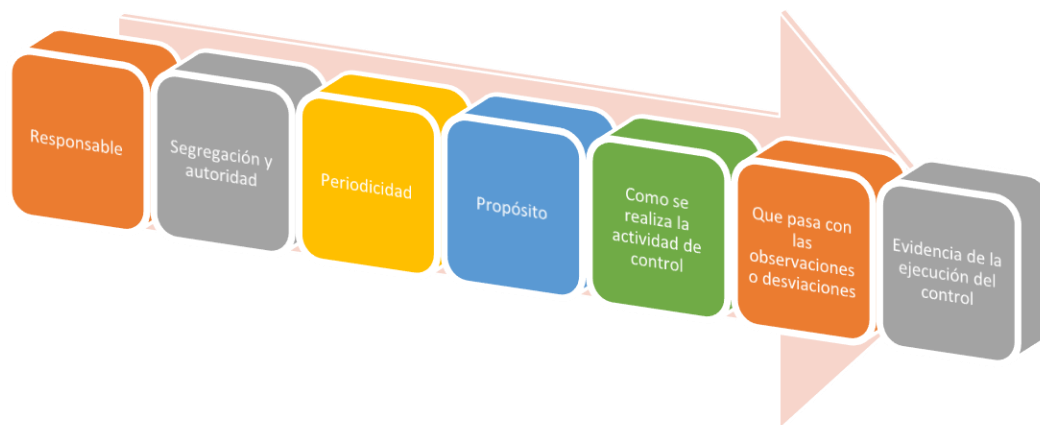 Responsable
Segregación y
autoridad
Periodicidad
Propósito
Como se
realiza la
actividad de
control
Que pasa con
las
observaciones
o desviaciones
Evidencia de la
ejecución del
control